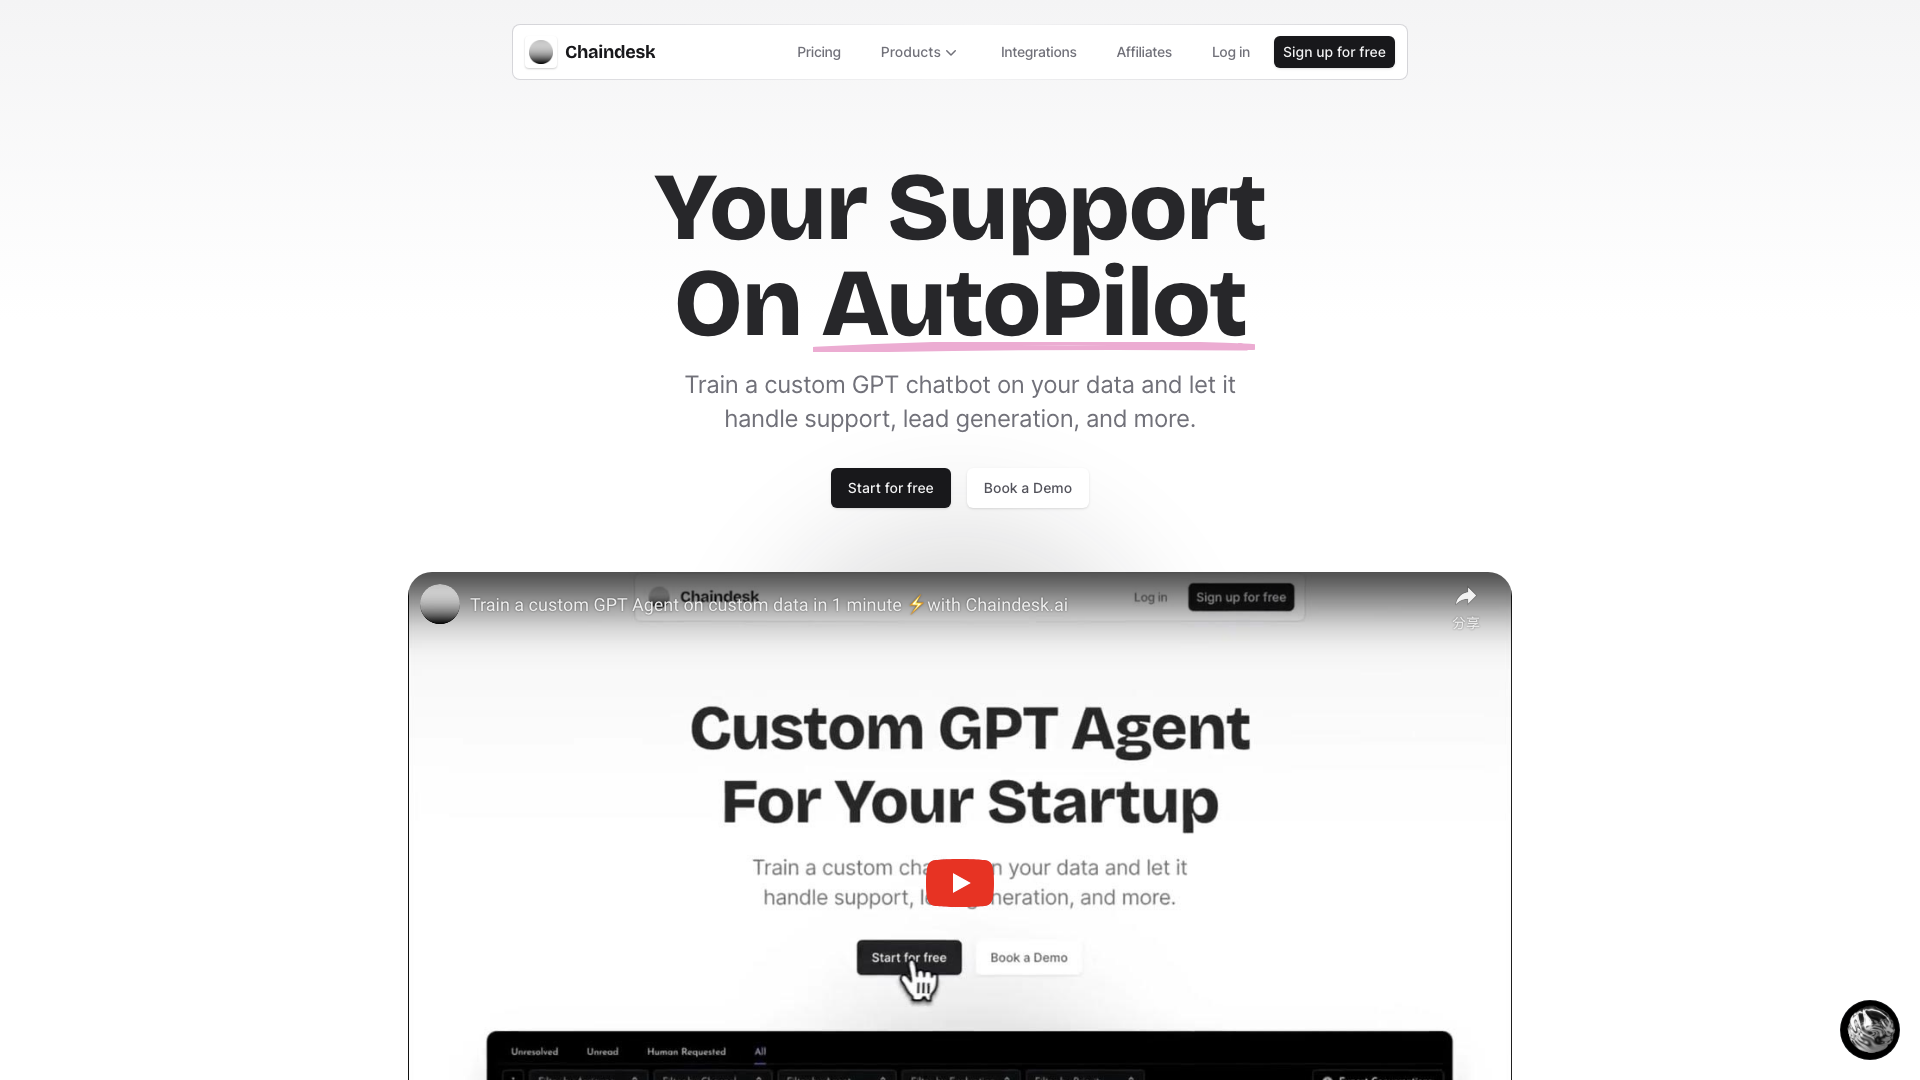 Chaindesk
Pricing
Products
Integrations
Affiliates
Log in
Sign up for free
Your Support
On AutoPilot
Train a custom GPT chatbot on your data and let it
handle support, lead generation, and more.
Start for free
Book a Demo
Chaindesk
Log in
Sign up for free
Train a custom GPT Agent on custom data in 1 minute ⚡with Chaindesk.ai
分享
Custom GPT Agent
For Your Startup
Train a custom cha n your data and let it
handle support, l neration, and more.
Start for free
Book a Demo
Unresolved
Unread
Human Requested
All